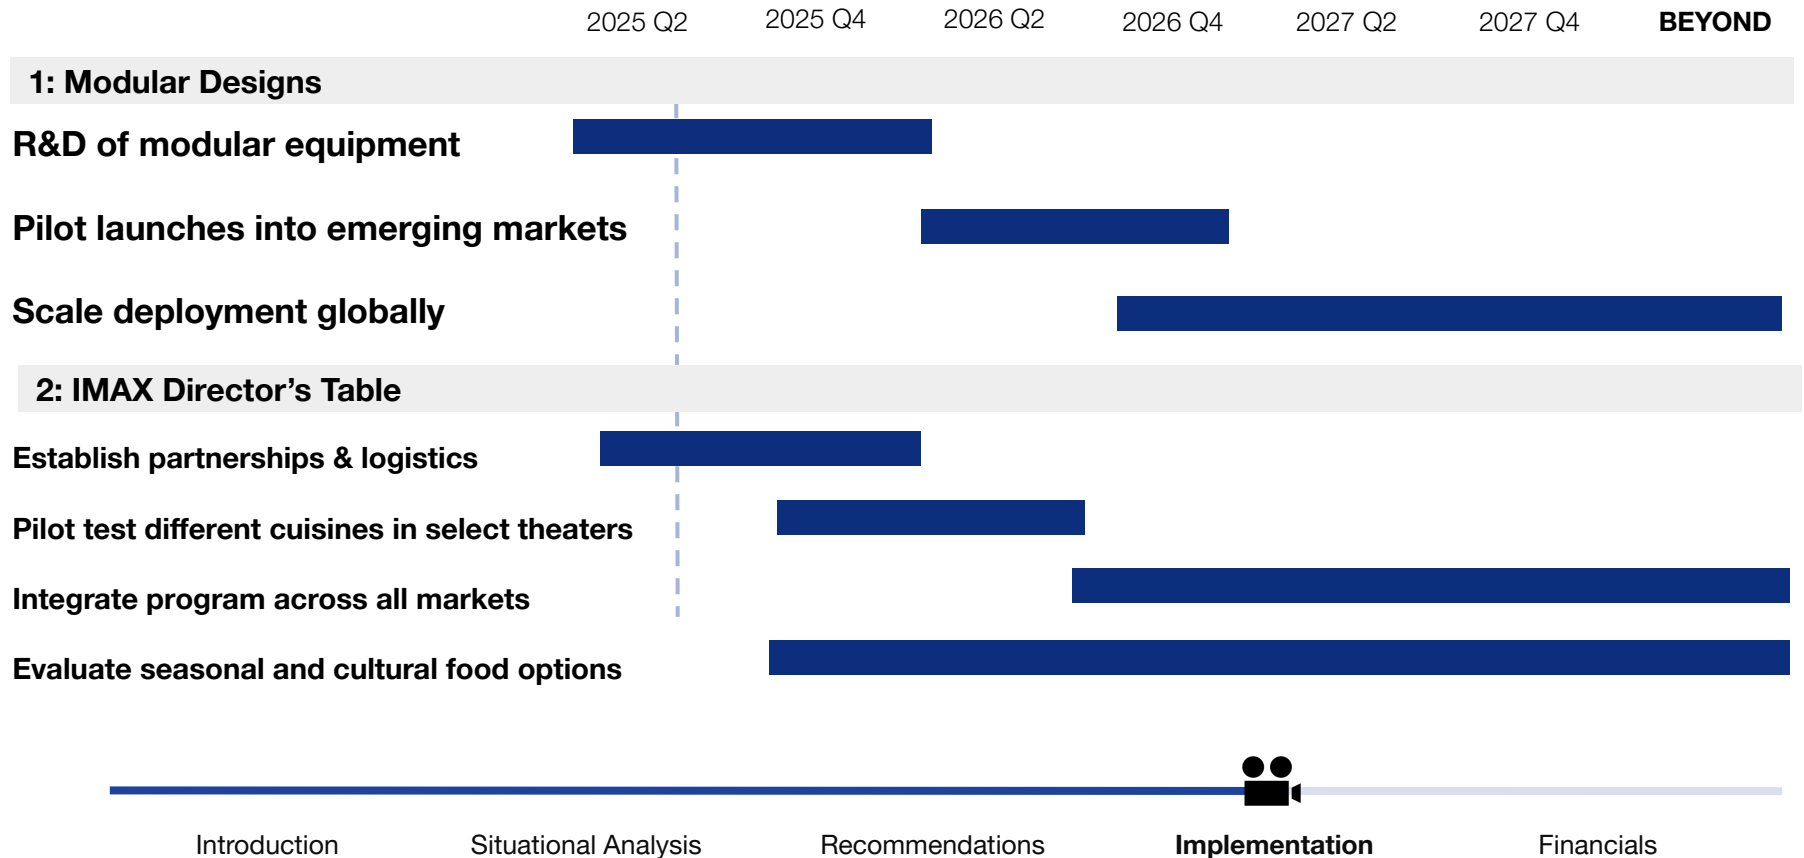 2025 Q2 2025 Q4 2026 Q2 2026 Q4 2027 Q2 2027 Q4 BEYOND
1: Modular Designs
R&D of modular equipment
Pilot launches into emerging markets
Scale deployment globally
2: IMAX Director’s Table
Establish partnerships & logistics
Pilot test different cuisines in select theaters
Integrate program across all markets
Evaluate seasonal and cultural food options
Introduction Situational Analysis Recommendations Implementation Financials